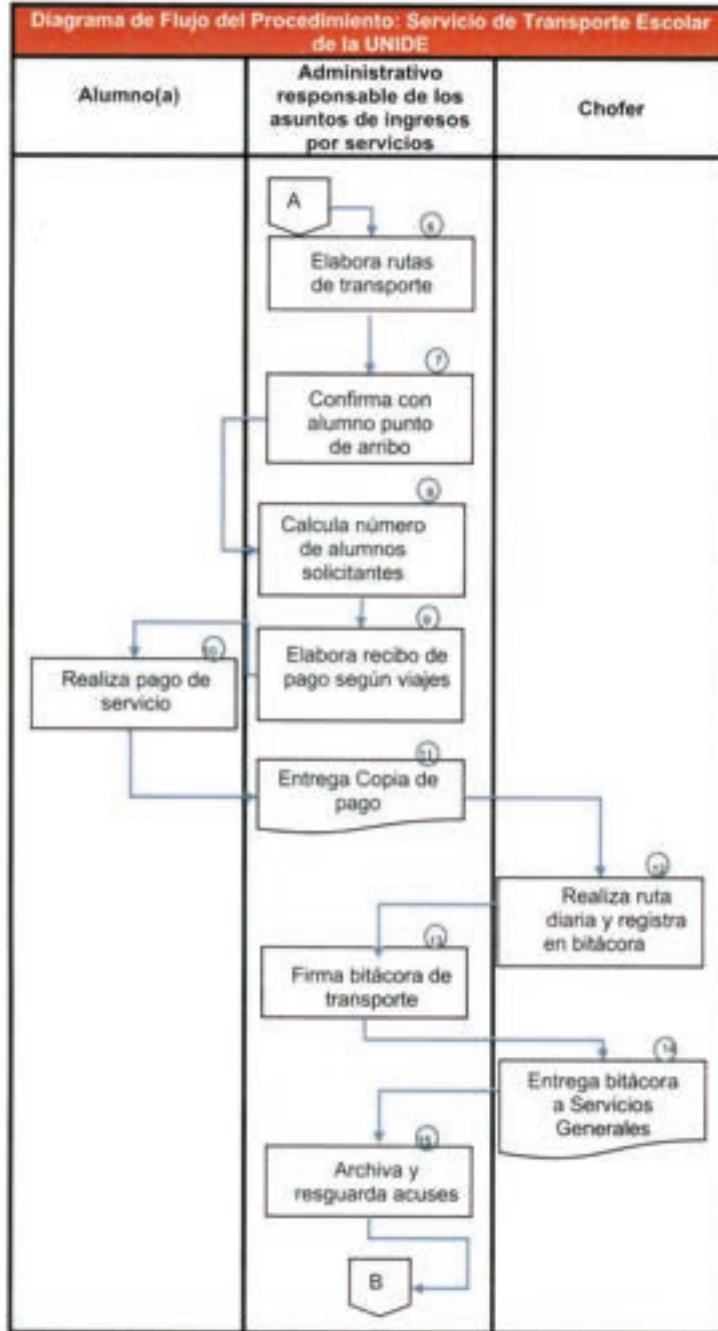 Diagrama de Flujo del Procedimiento: Servicio de Transporte Escolar
de la UNIDE
Alumno(a)
Administrativo
responsable de los
asuntos de ingresos
por servicios
Chofer
A
6
Elabora rutas
de transporte
7
Confirma con
alumno punto
de arribo
8
Calcula número
de alumnos
solicitantes
9
Elabora recibo de
pago según viajes
10
Realiza pago de
servicio
11
Entrega Copia de
pago
12
Realiza ruta
diaria y registra
en bitácora
13
Firma bitácora de
transporte
14
Entrega bitácora
a Servicios
Generales
15
Archiva y
resguarda acuses
B